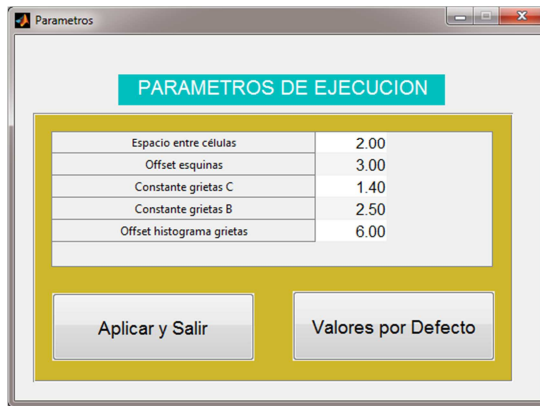 Parametros
PARAMETROS DE EJECUCION
Espacio entre células 2.00
Offset esquinas 3.00
Constante grietas C 1.40
Constante grietas B 2.50
Offset histograma grietas 6.00
Aplicar y Salir Valores por Defecto